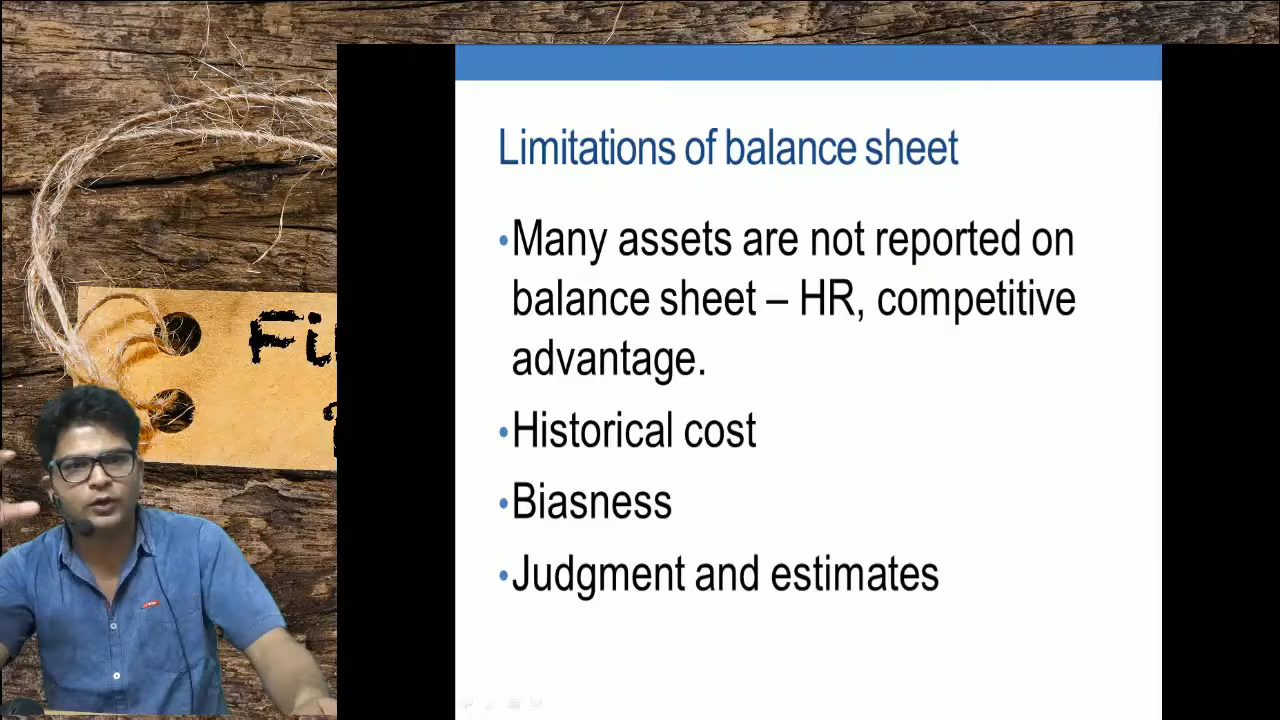 Limitations of balance sheet
•Many assets are not reported on
balance sheet – HR, competitive
advantage.
•Historical cost
•Biasness
•Judgment and estimates